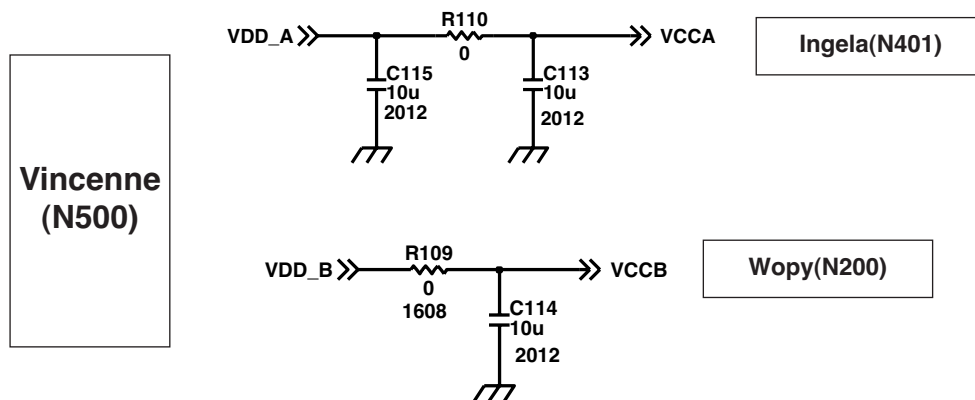 R110
VDD_A
VCCA
0
C115
10u
2012
C113
10u
2012
Ingela(N401)
Vincenne
(N500)
R109
VDD_B
VCCB
0
1608
C114
10u
2012
Wopy(N200)